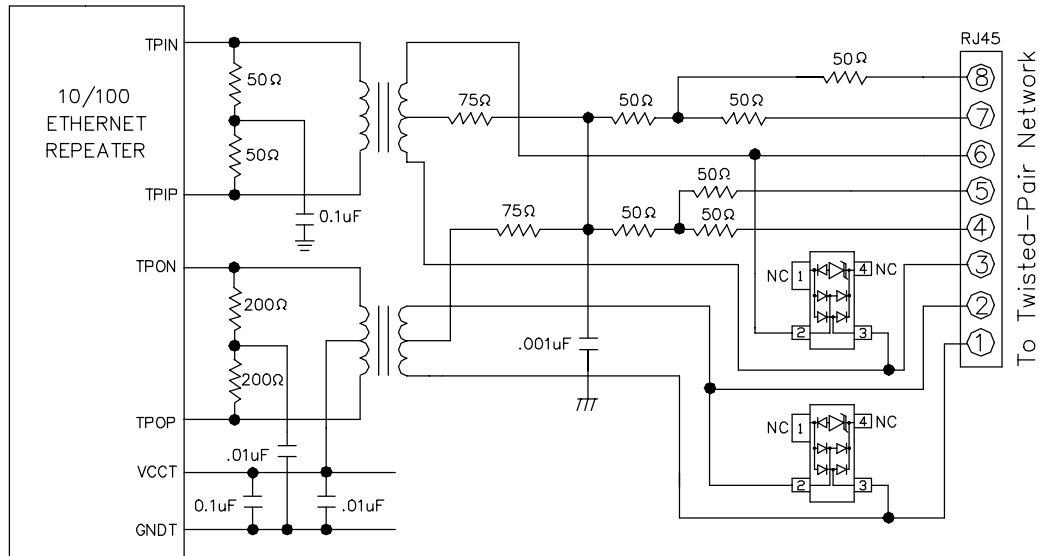 TPIN
10/100
ETHERNET
REPEATER
TPIP
TPON
TPOP
VCCT
GNDT
50Ω
50Ω
0.1uF
200Ω
200Ω
.01uF
0.1uF
.01uF
75Ω
50Ω
50Ω
50Ω
75Ω
50Ω
50Ω
50Ω
.001uF
NC 1 4 NC
2 3
NC 1 4 NC
2 3
RJ45
8
7
6
5
4
3
2
1
To Twisted-Pair Network